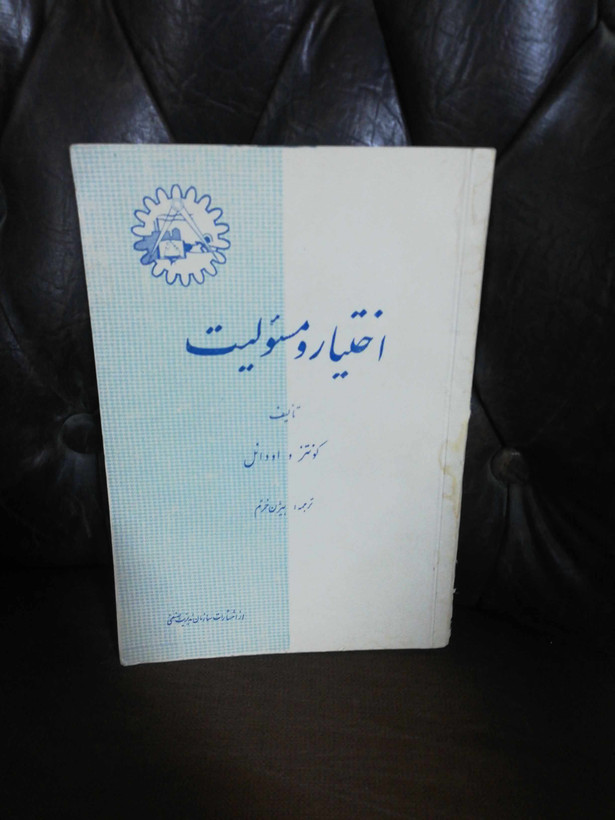 اختیار و مسئولیت
تألیف
کونتز و اودانل
ترجمه: بیژن خرم
از انتشارات سازمان مدیریت صنعتی